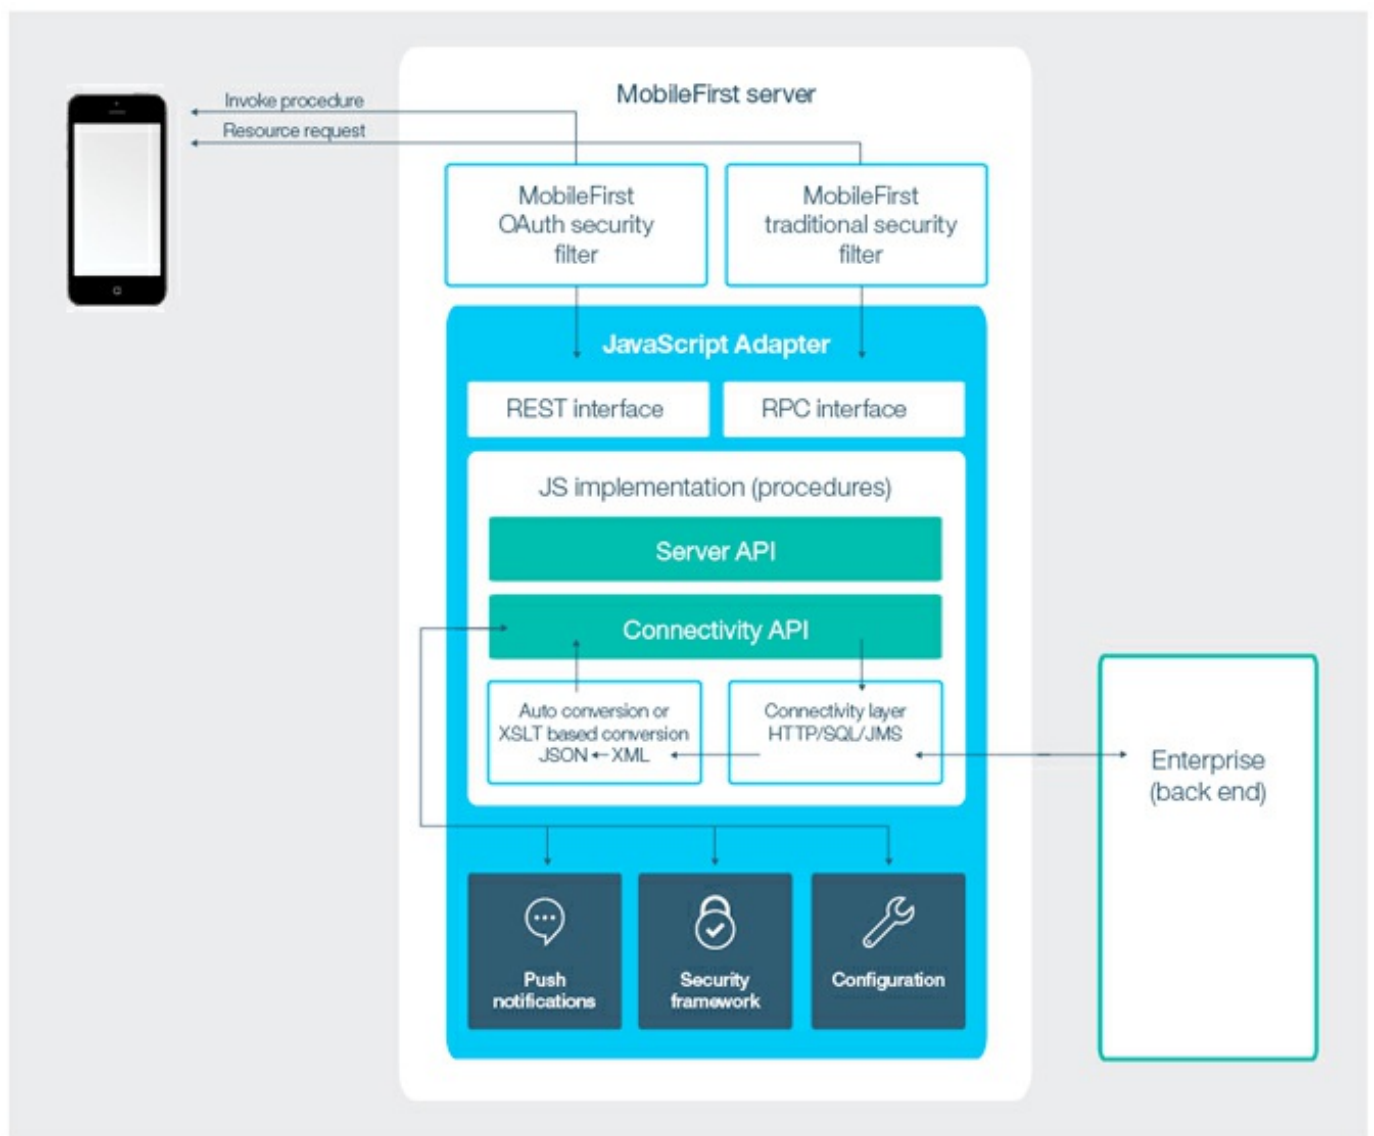 MobileFirst server
Invoke procedure
Resource request
MobileFirst
OAuth security
filter
MobileFirst
traditional security
filter
JavaScript Adapter
REST interface
RPC interface
JS implementation (procedures)
Server API
Connectivity API
Auto conversion or
XSLT based conversion
JSON ← XML
Connectivity layer
HTTP/SQL/JMS
Enterprise
(back end)
Push
notifications
Security
framework
Configuration